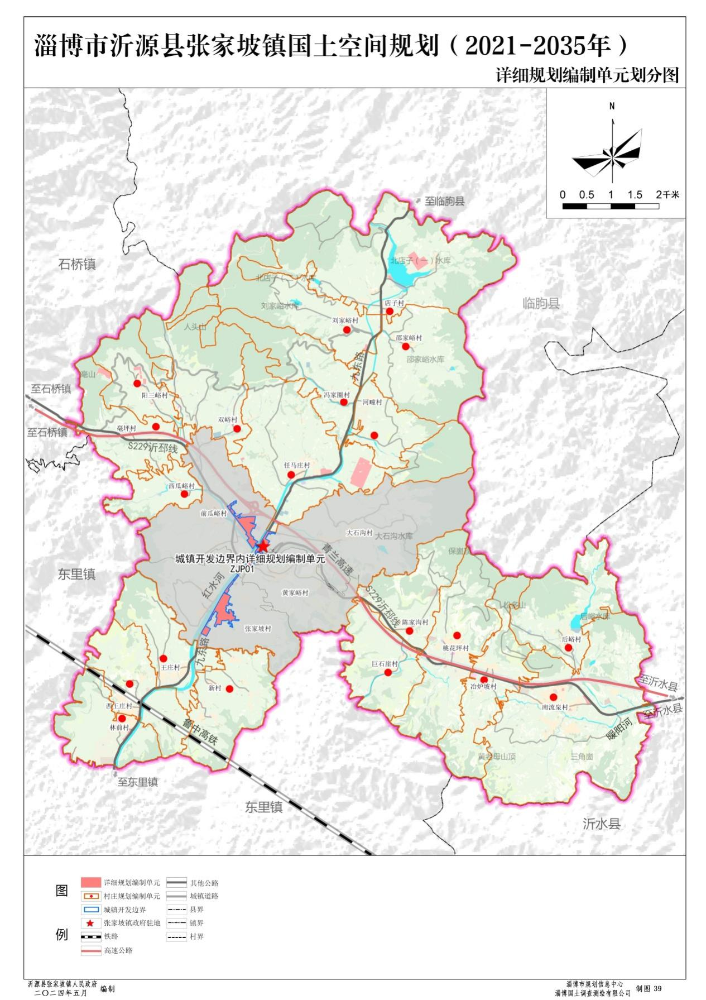 淄博市沂源县张家坡镇国土空间规划（2021-2035年）
详细规划编制单元划分图
N
0 0.5 1 1.5 2千米
至临朐县
石桥镇
北店子（一）水库
北店子（二）水库
临朐县
刘家峪水库
店子村
刘家峪村
人头山
邵家峪村
九东路
邵家峪水库
亳山
至石桥镇
阳三峪村
冯家圈村
河疃村
双峪村
亳坪村
至石桥镇
S229沂邳线
任马庄村
西瓜峪村
前瓜峪村
大石沟村
大石沟水库
青兰高速
保崮顶
城镇开发边界内详细规划编制单元
ZJP01
东里镇
红水河
黄家峪村
S229沂邳线
松多山
后峪水库
陈家沟村
张家坡村
后峪村
九东路
桃花坪村
王庄村
巨石崖村
至沂水县
新村
冶炉坡村
西王庄村
南流泉村
至沂水县
林前村
鲁中高铁
暖阳河
黄老母山顶
三角崮
至东里镇
东里镇
沂水县
图例
详细规划编制单元
村庄规划编制单元
城镇开发边界
张家坡镇政府驻地
铁路
高速公路
其他公路
城镇道路
县界
镇界
村界
沂源县张家坡镇人民政府
二〇二四年五月
编制
淄博市规划信息中心
淄博国土调查测绘有限公司
制图 39